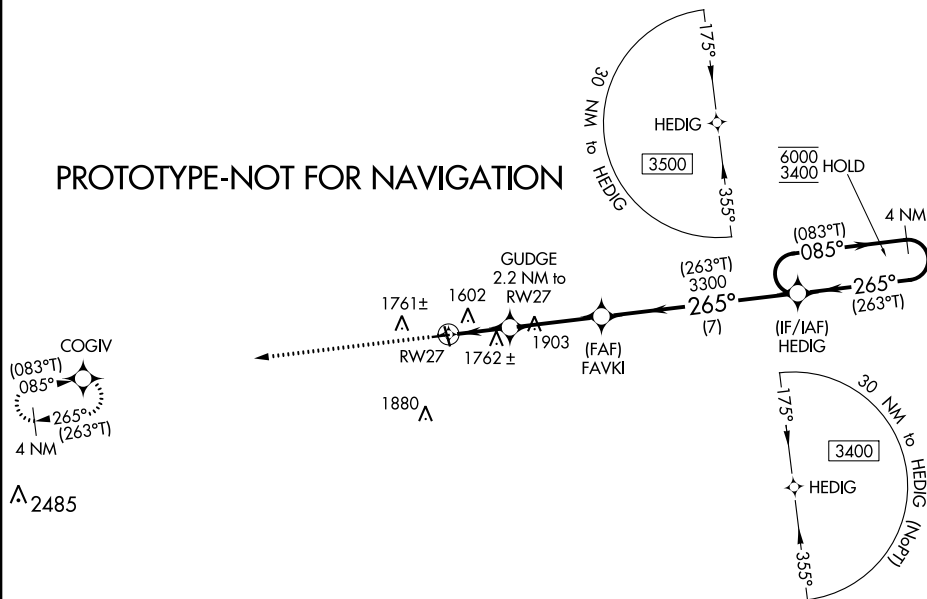 PROTOTYPE-NOT FOR NAVIGATION
175°
30 NM to HEDIG
HEDIG
3500
355°
6000
3400
HOLD
4 NM
(083°T)
085°
265°
(263°T)
(IF/IAF)
HEDIG
(263°T)
3300
265°
(7)
(FAF)
FAVKI
GUDGE
2.2 NM to
RW27
1903
1762 ±
1602
1761±
RW27
1880
COGIV
(083°T)
085°
265°
(263°T)
4 NM
2485
175°
30 NM to HEDIG (NoPT)
3400
HEDIG
355°